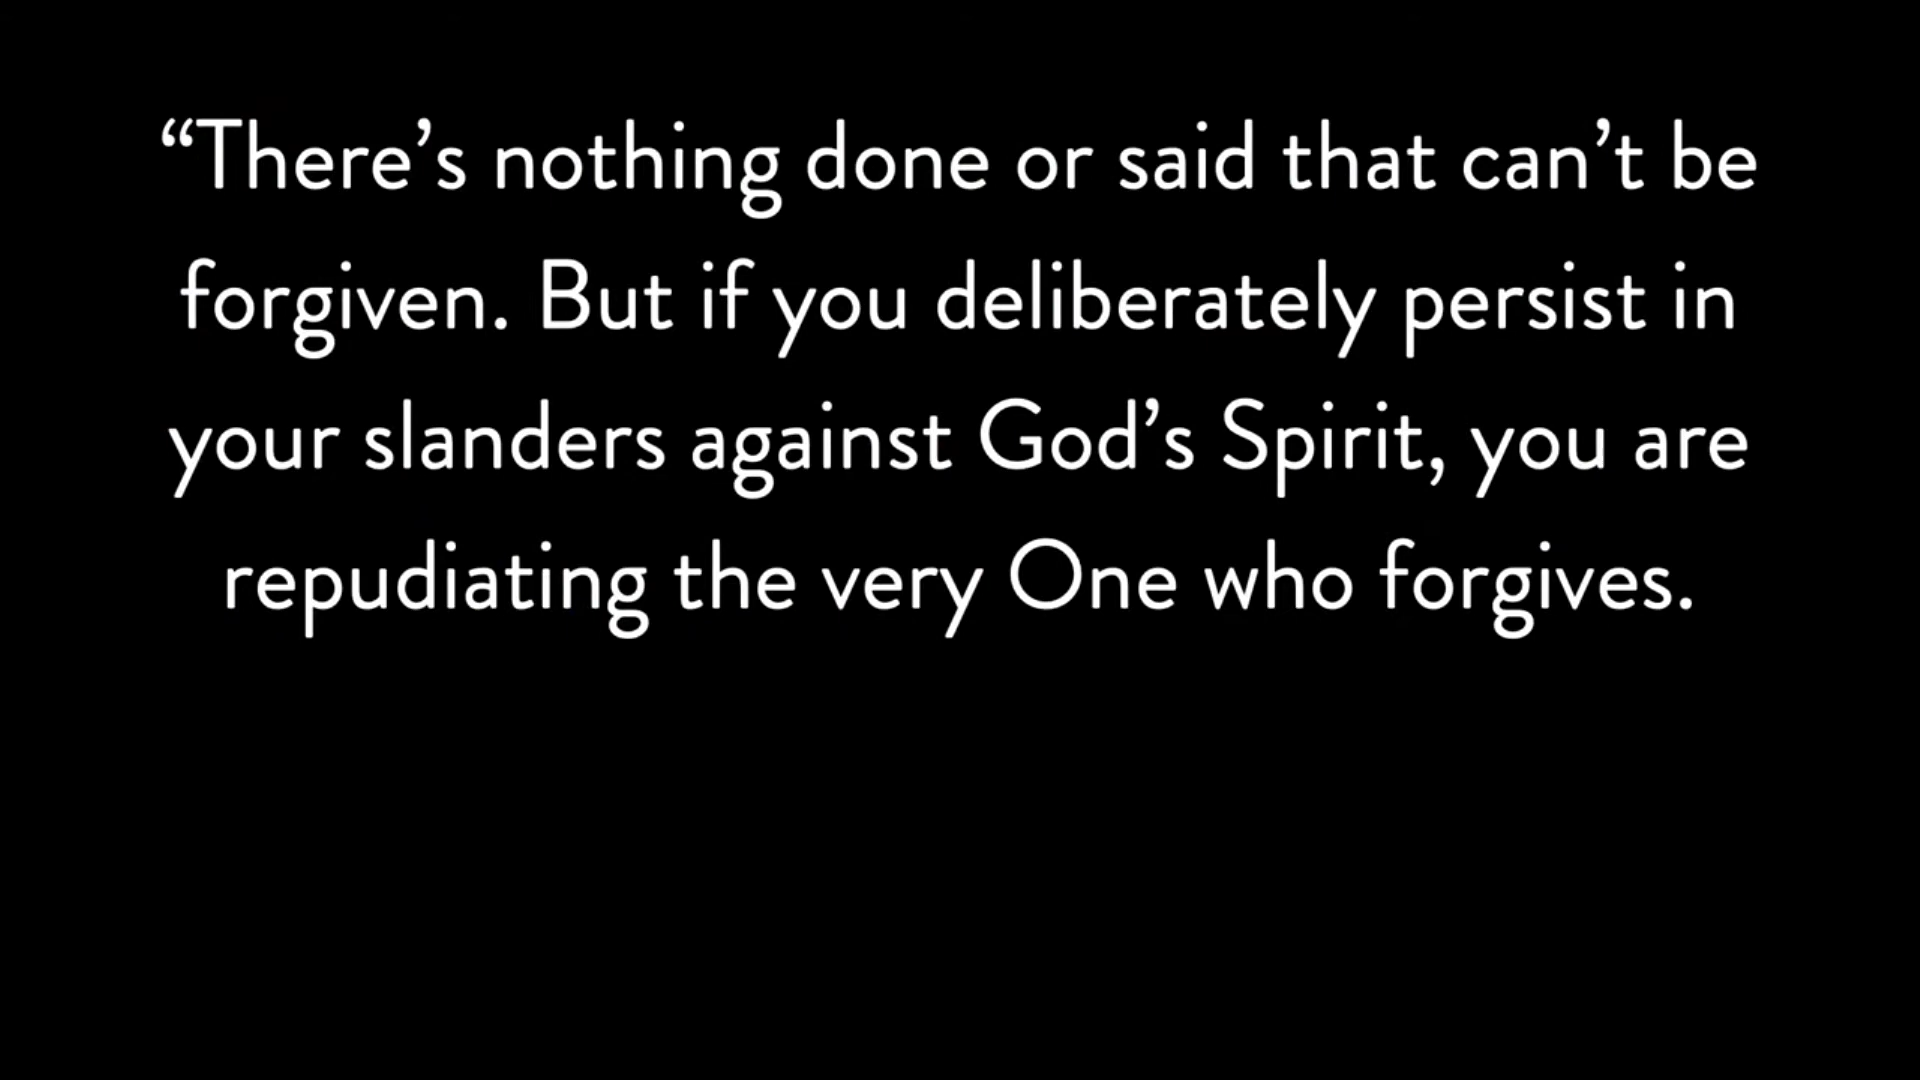 “There’s nothing done or said that can’t be
forgiven. But if you deliberately persist in
your slanders against God’s Spirit, you are
repudiating the very One who forgives.